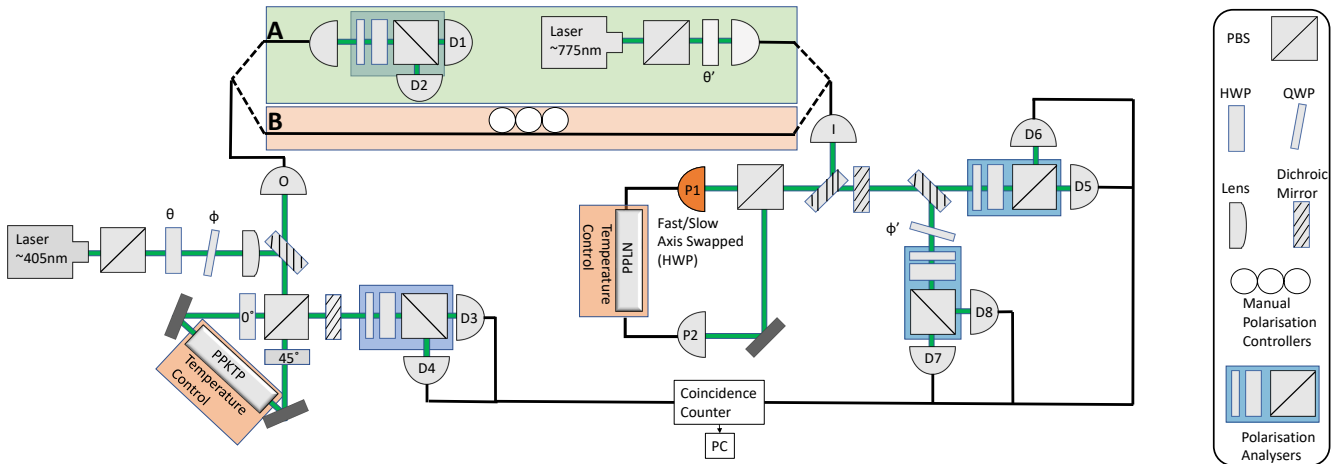 A
D1
D2
Laser
~775nm
θ'
B
O
I
θ
ϕ
Laser
~405nm
0°
45°
PPKTP
Temperature
Control
D3
D4
P1
Fast/Slow
Axis Swapped
(HWP)
PPLN
Temperature
Control
P2
D6
D5
ϕ'
D8
D7
Coincidence
Counter
PC
PBS
HWP
QWP
Lens
Dichroic
Mirror
Manual
Polarisation
Controllers
Polarisation
Analysers